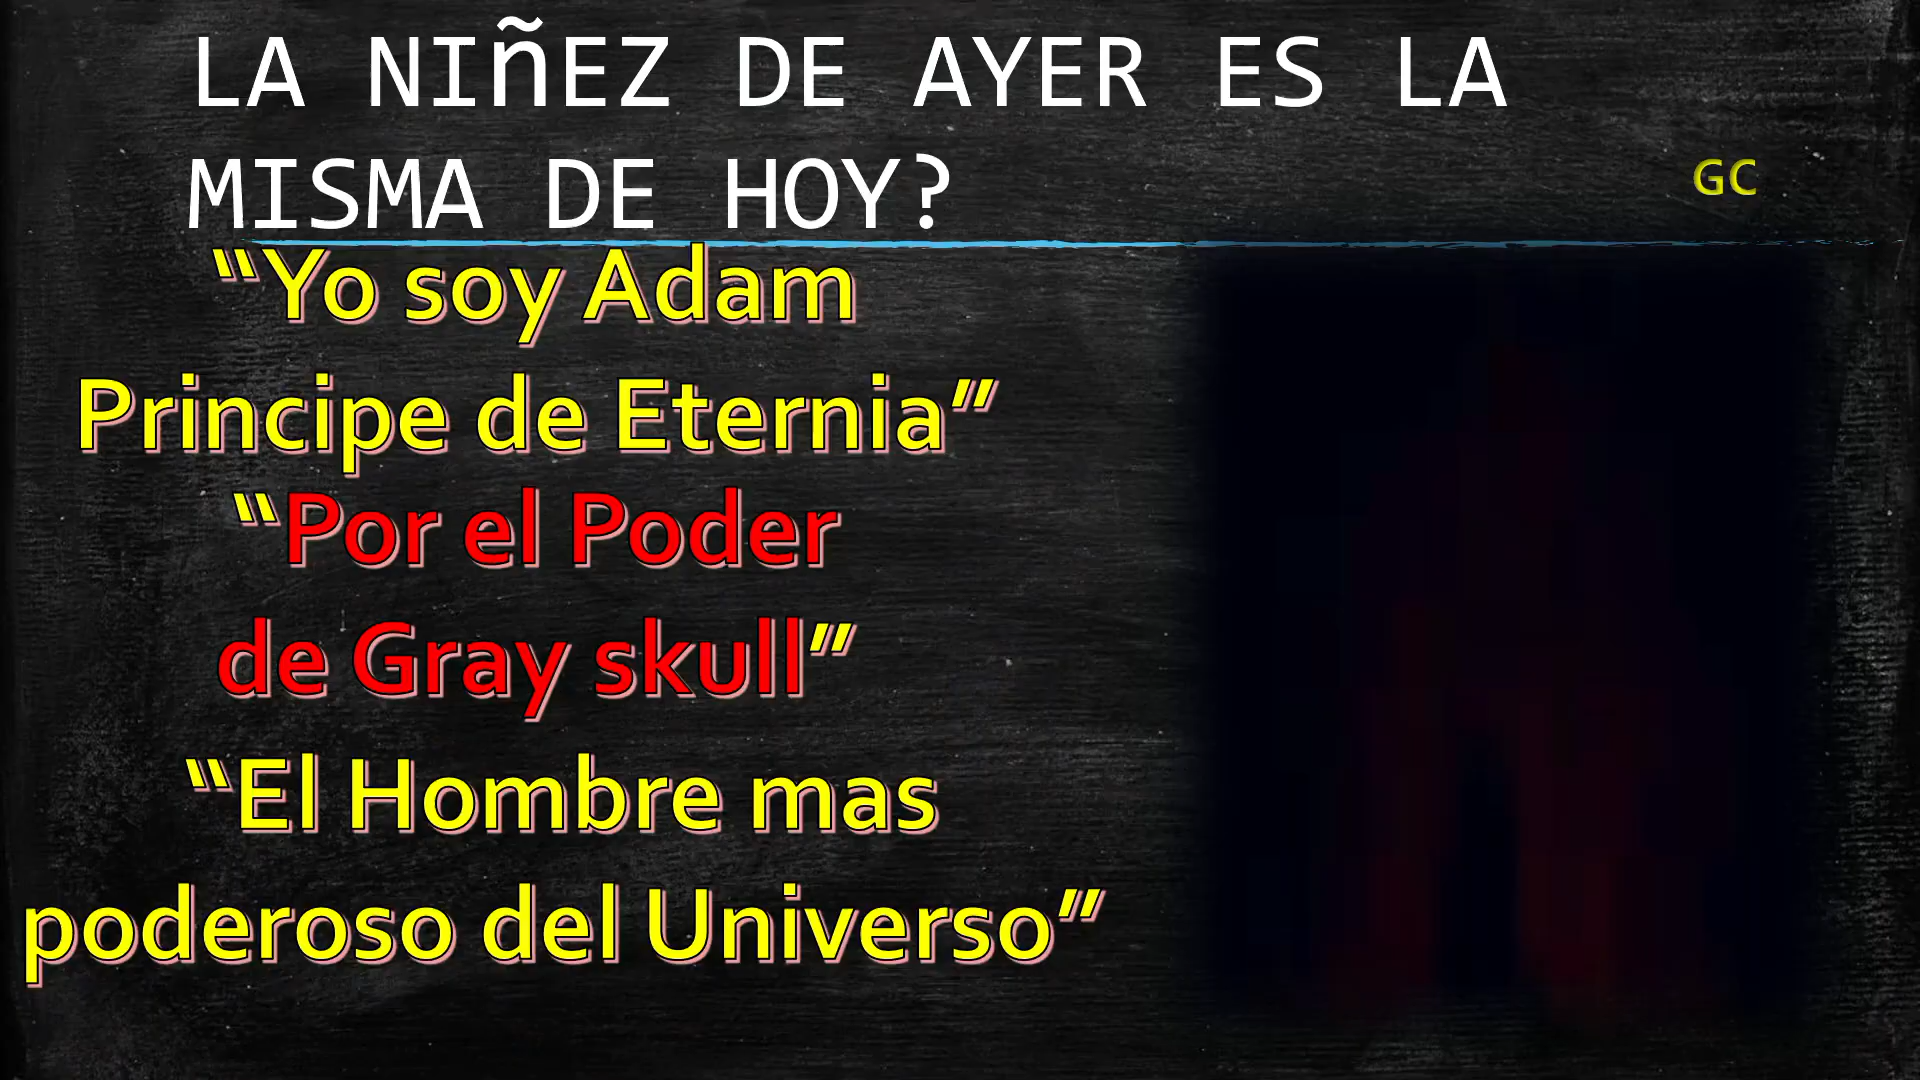 LA NIñEZ DE AYER ES LA
MISMA DE HOY?
GC
“Yo soy Adam
Principe de Eternia”
“Por el Poder
de Gray skull”
“El Hombre mas
poderoso del Universo”